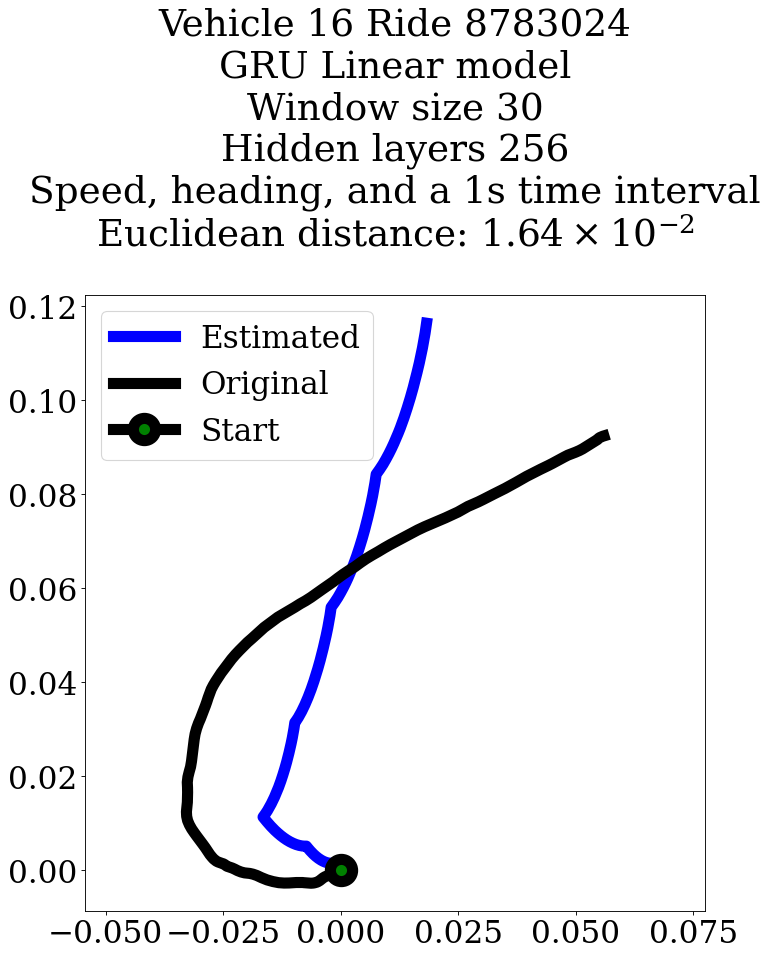 Vehicle 16 Ride 8783024
GRU Linear model
Window size 30
Hidden layers 256
Speed, heading, and a 1s time interval
Euclidean distance: 1.64 × 10⁻²
Estimated
Original
Start
0.12
0.10
0.08
0.06
0.04
0.02
0.00
−0.050 −0.025 0.000 0.025 0.050 0.075